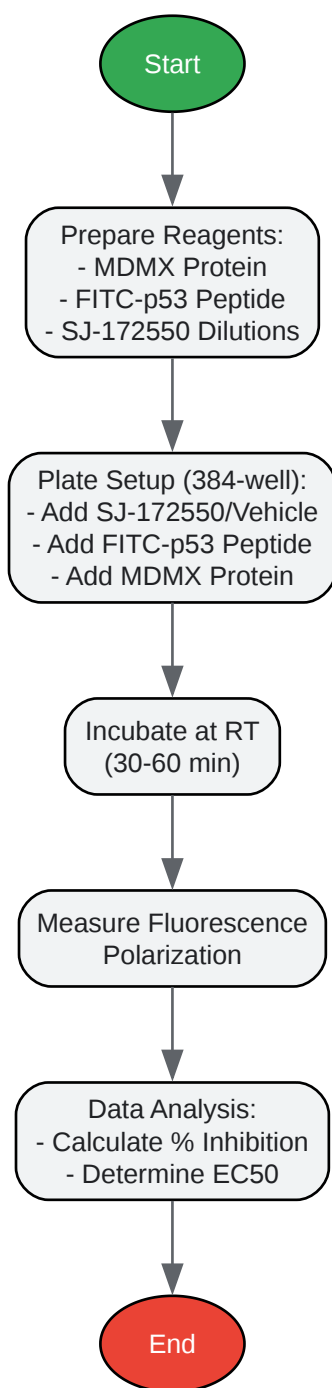 Start
Prepare Reagents:
- MDMX Protein
- FITC-p53 Peptide
- SJ-172550 Dilutions
Plate Setup (384-well):
- Add SJ-172550/Vehicle
- Add FITC-p53 Peptide
- Add MDMX Protein
Incubate at RT
(30-60 min)
Measure Fluorescence
Polarization
Data Analysis:
- Calculate % Inhibition
- Determine EC50
End